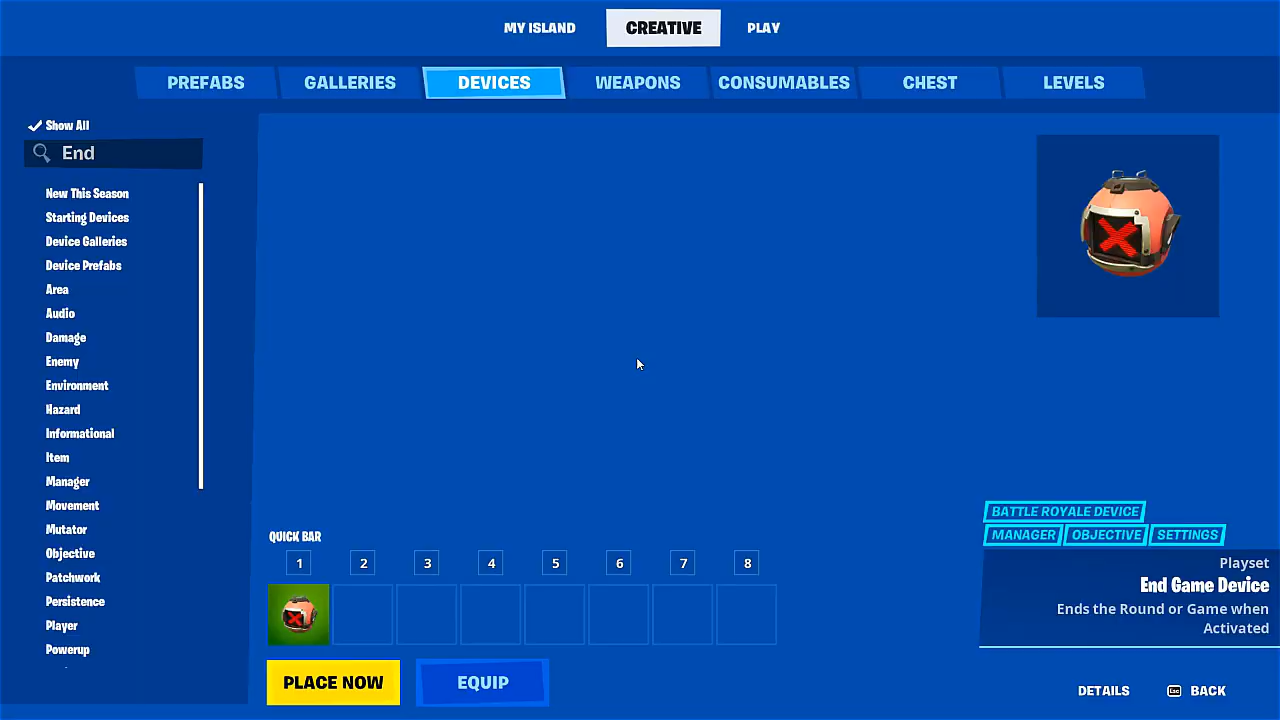 MY ISLAND
CREATIVE
PLAY
PREFABS
GALLERIES
DEVICES
WEAPONS
CONSUMABLES
CHEST
LEVELS
Show All
End
New This Season
Starting Devices
Device Galleries
Device Prefabs
Area
Audio
Damage
Enemy
Environment
Hazard
Informational
Item
Manager
Movement
Mutator
Objective
Patchwork
Persistence
Player
Powerup
QUICK BAR
1
2
3
4
5
6
7
8
PLACE NOW
EQUIP
BATTLE ROYALE DEVICE
MANAGER
OBJECTIVE
SETTINGS
Playset
End Game Device
Ends the Round or Game when
Activated
DETAILS
Esc
BACK